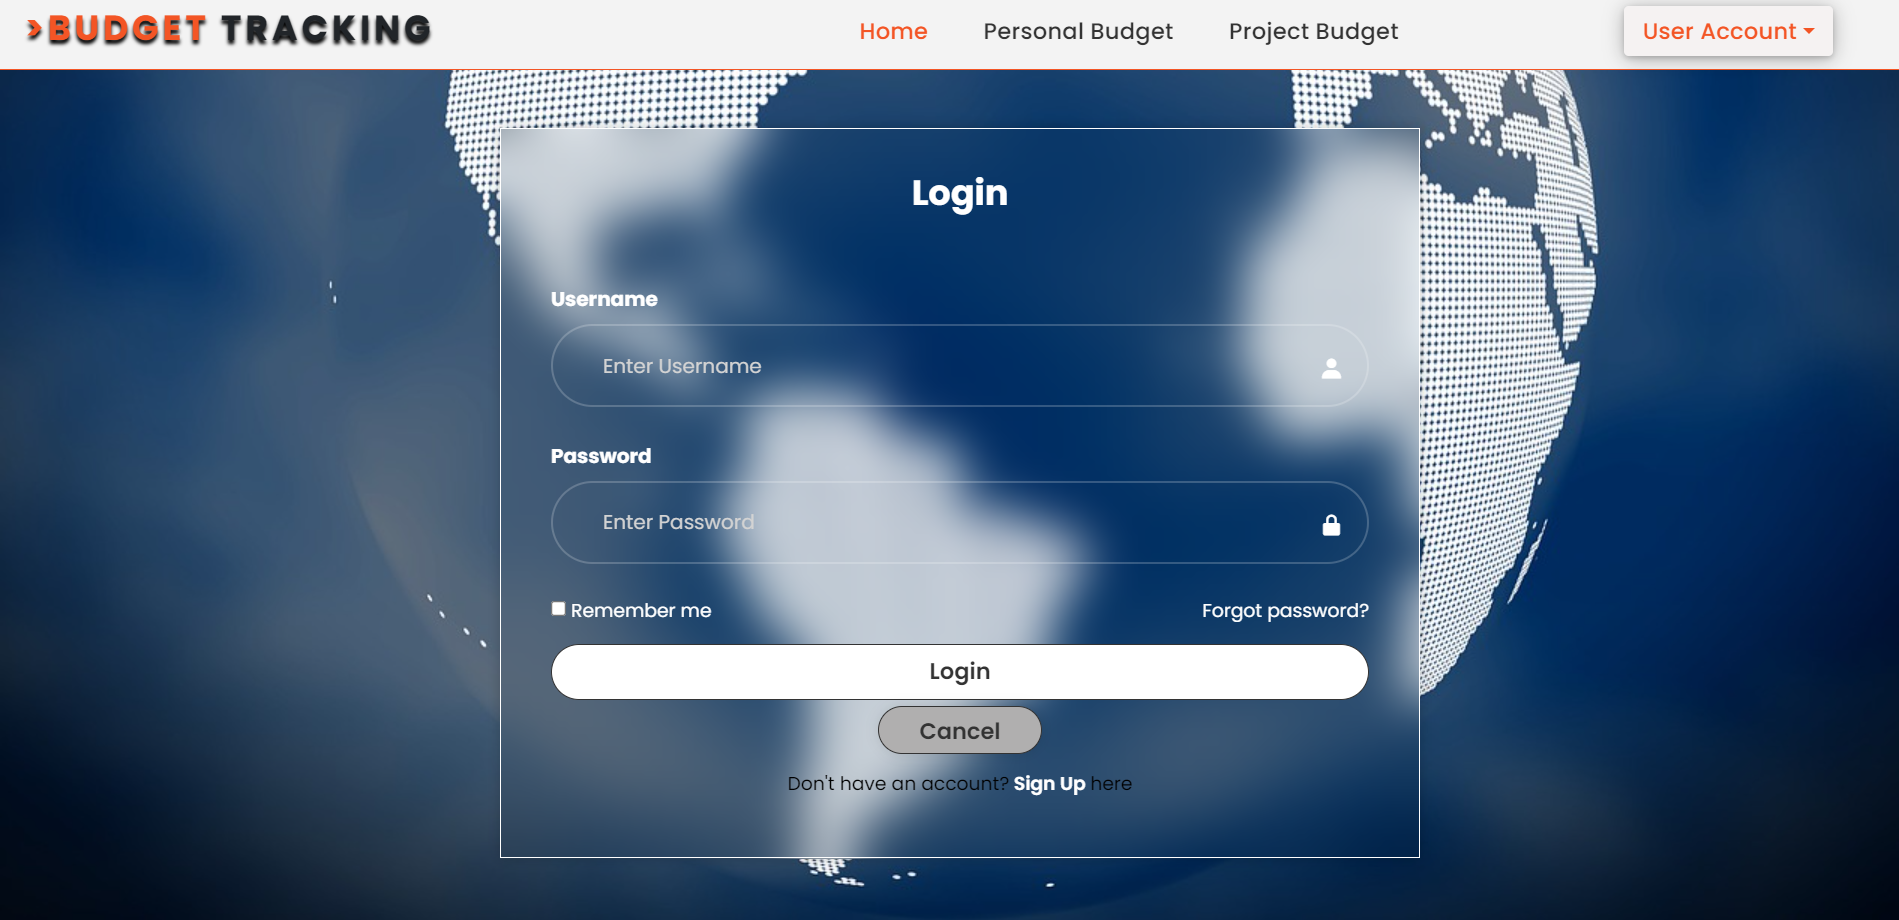 >BUDGET TRACKING
Home Personal Budget Project Budget
User Account
Login
Username
Enter Username
Password
Enter Password
Remember me Forgot password?
Login
Cancel
Don't have an account? Sign Up here